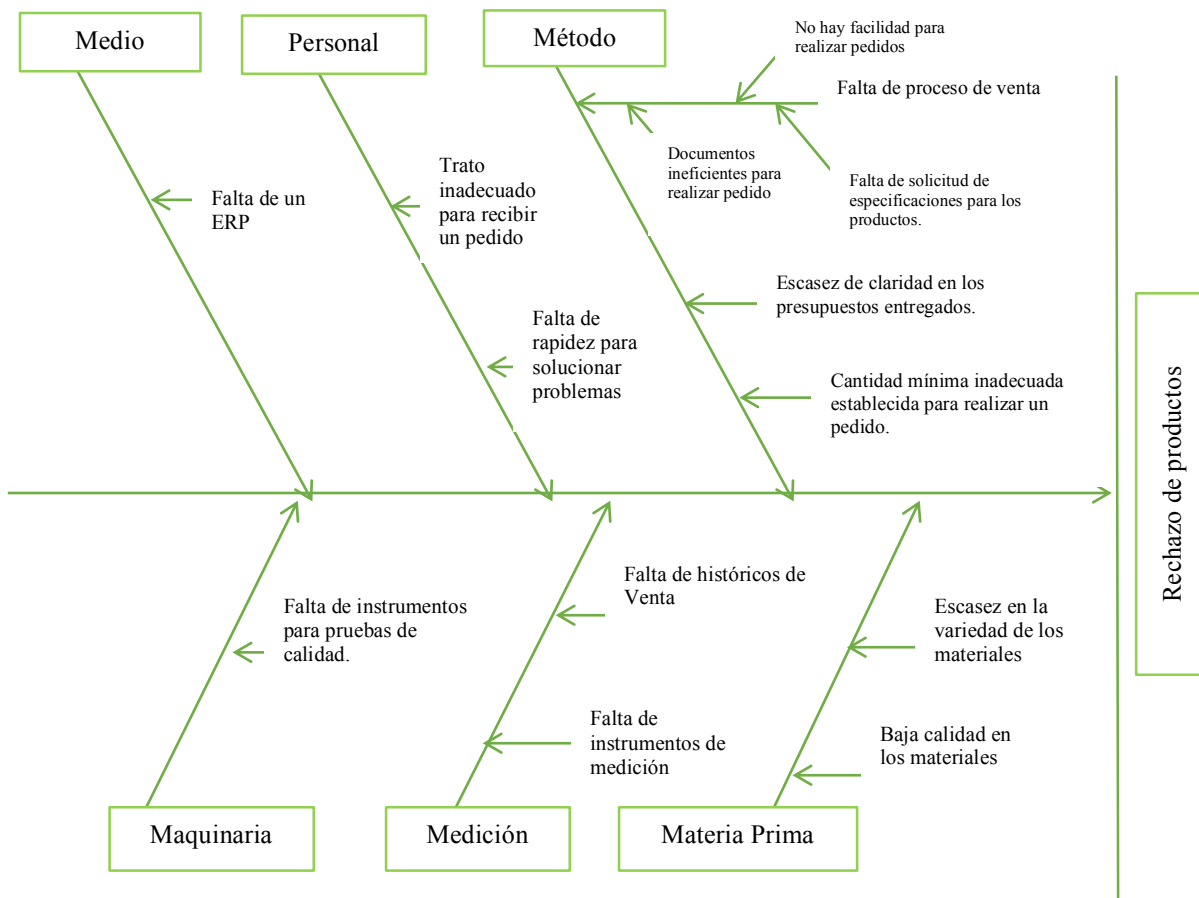 Medio
Personal
Método
No hay facilidad para
realizar pedidos
Falta de proceso de venta
Documentos
ineficientes para
realizar pedido
Falta de solicitud de
especificaciones para los
productos.
Trato
inadecuado
para recibir
un pedido
Falta de un
ERP
Escasez de claridad en los
presupuestos entregados.
Falta de
rapidez para
solucionar
problemas
Cantidad mínima inadecuada
establecida para realizar un
pedido.
Rechazo de productos
Falta de instrumentos
para pruebas de
calidad.
Falta de históricos de
Venta
Escasez en la
variedad de los
materiales
Falta de
instrumentos de
medición
Baja calidad en
los materiales
Maquinaria
Medición
Materia Prima